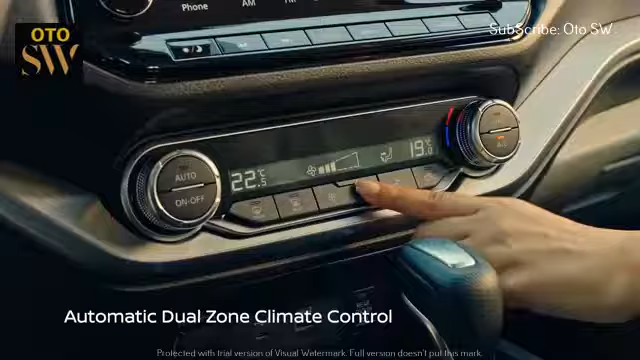 Phone
AM
SubScribe: Oto SW
OTO
SW
AUTO
ON-OFF
22.5°C
19.0°C
Automatic Dual Zone Climate Control
Protected with trial version of Visual Watermark. Full version doesn't put this mark.